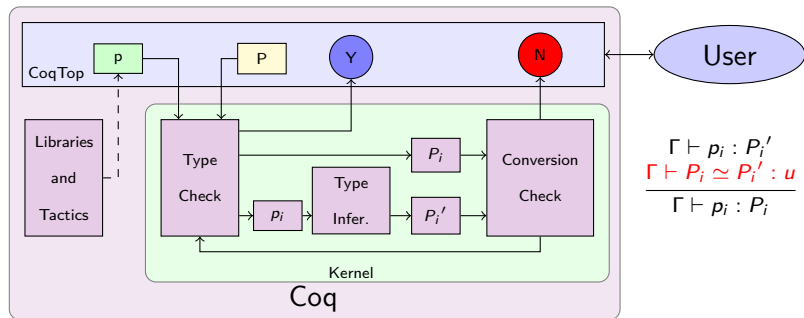 p
P
Y
N
CoqTop
User
Libraries
and
Tactics
Type
Check
P_i
Conversion
Check
p_i
Type
Infer.
P_i'
Kernel
Coq
Γ ⊢ p_i : P_i'
Γ ⊢ P_i ≃ P_i' : u
Γ ⊢ p_i : P_i